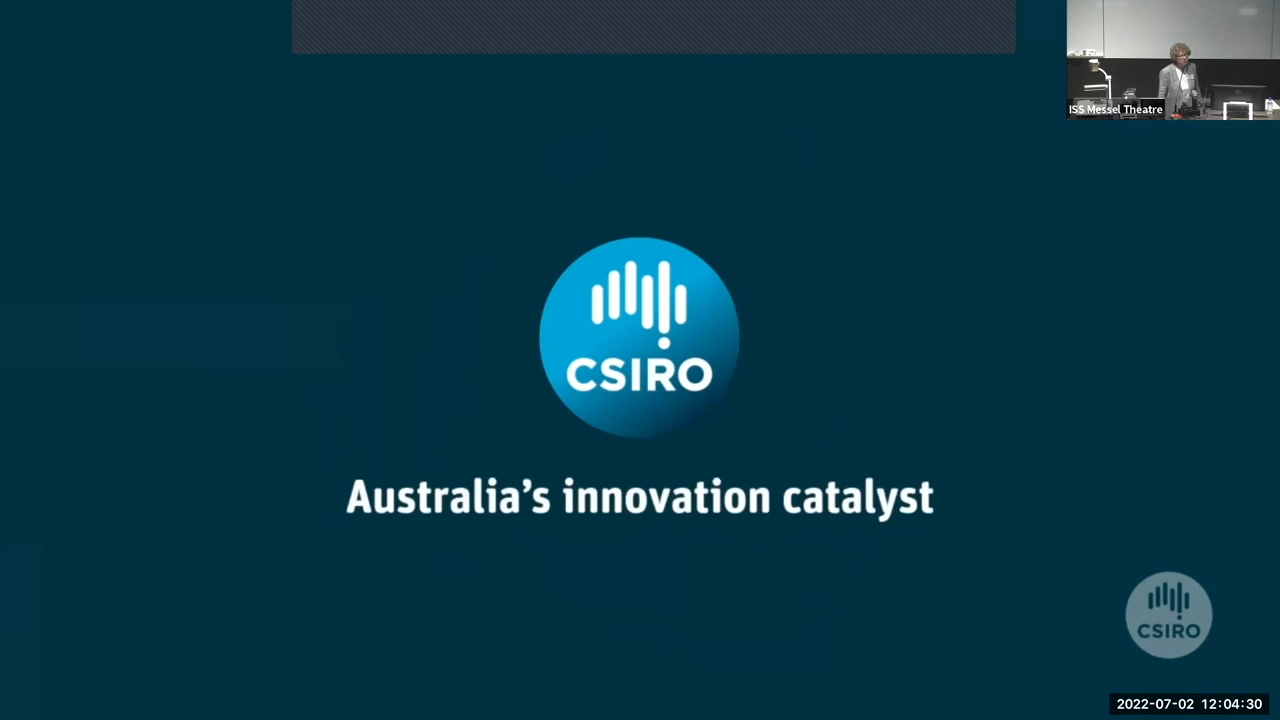 ISS Messel Theatre
CSIRO
Australia's innovation catalyst
CSIRO
2022-07-02 12:04:30